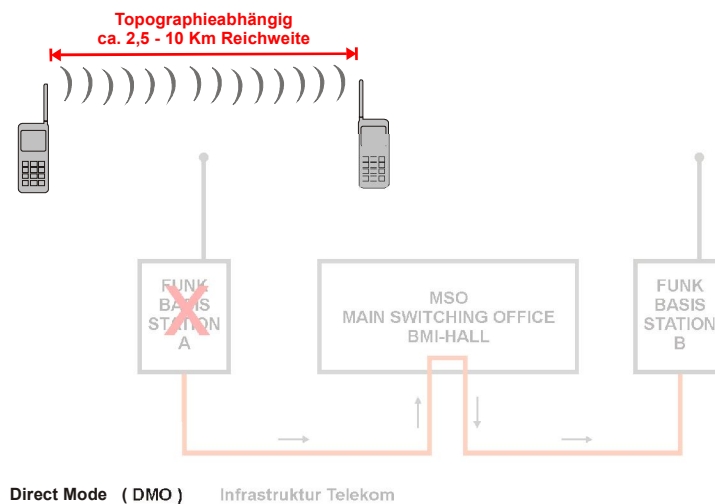 Topographieabhängig
ca. 2,5 - 10 Km Reichweite
FUNK
BASIS
STATION
A
MSO
MAIN SWITCHING OFFICE
BMI-HALL
FUNK
BASIS
STATION
B
Direct Mode ( DMO ) Infrastruktur Telekom